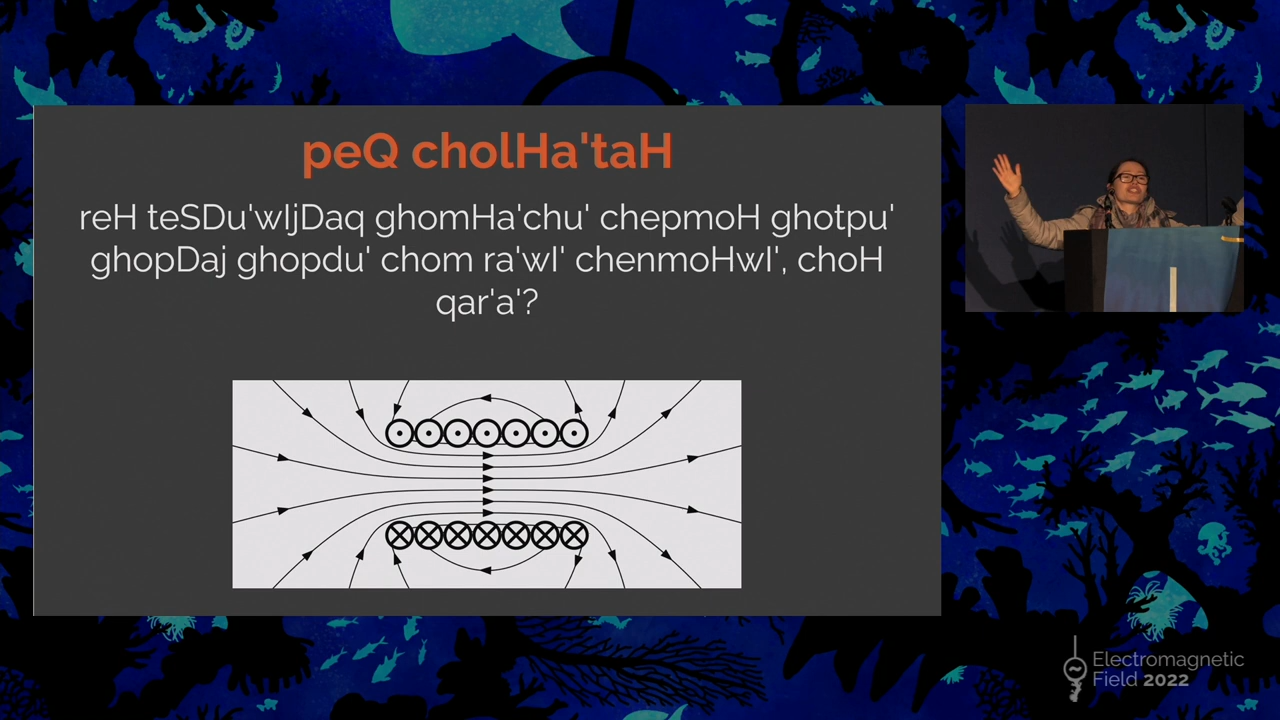 peQ cholHa'taH
reH teSDu'wIjDaq ghomHa'chu' chepmoH ghotpu'
ghopDaj ghopdu' chom ra'wI' chenmoHwI', choH
qar'a'?
Electromagnetic
Field 2022